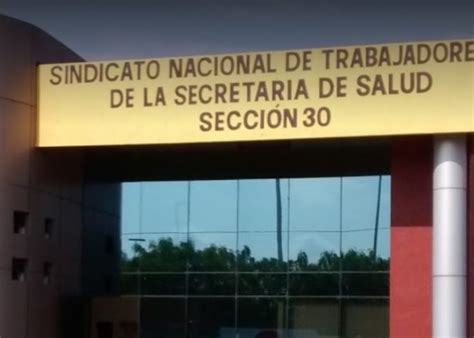 SINDICATO NACIONAL DE TRABAJADORE
DE LA SECRETARIA DE SALUD
SECCIÓN 30